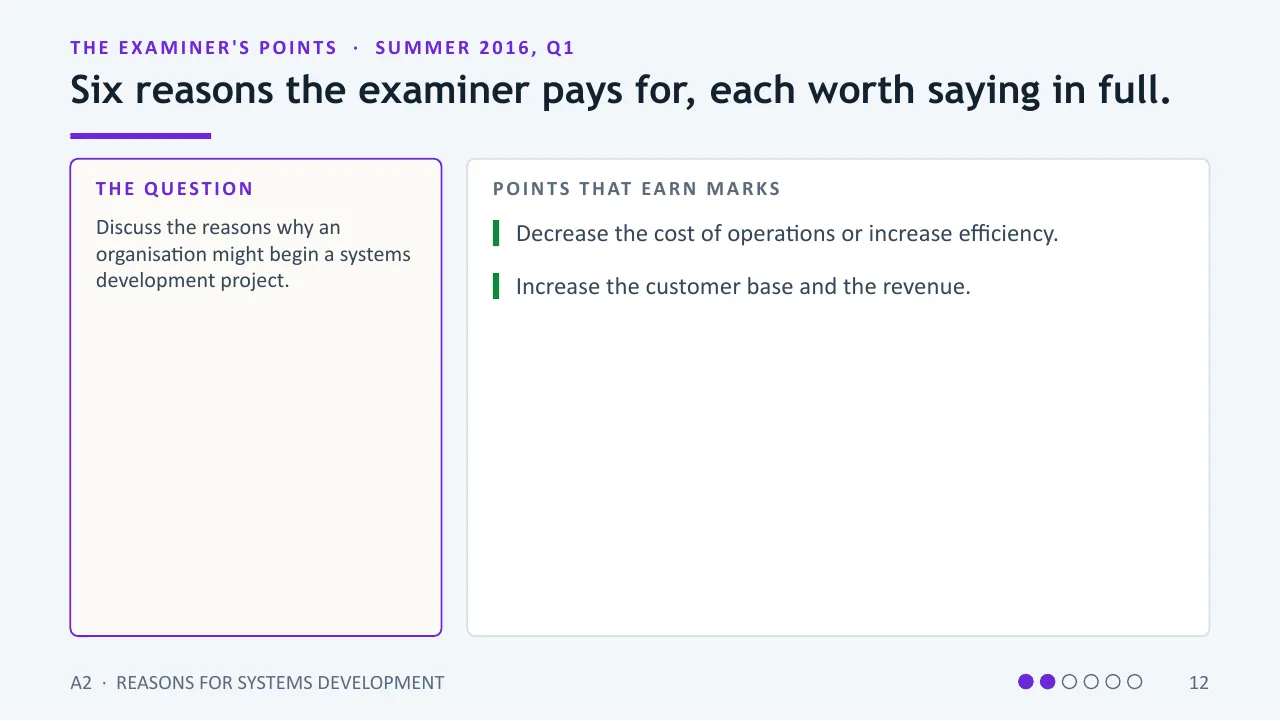 THE EXAMINER'S POINTS · SUMMER 2016, Q1
Six reasons the examiner pays for, each worth saying in full.
THE QUESTION
Discuss the reasons why an
organisation might begin a systems
development project.
POINTS THAT EARN MARKS
Decrease the cost of operations or increase efficiency.
Increase the customer base and the revenue.
A2 · REASONS FOR SYSTEMS DEVELOPMENT
12